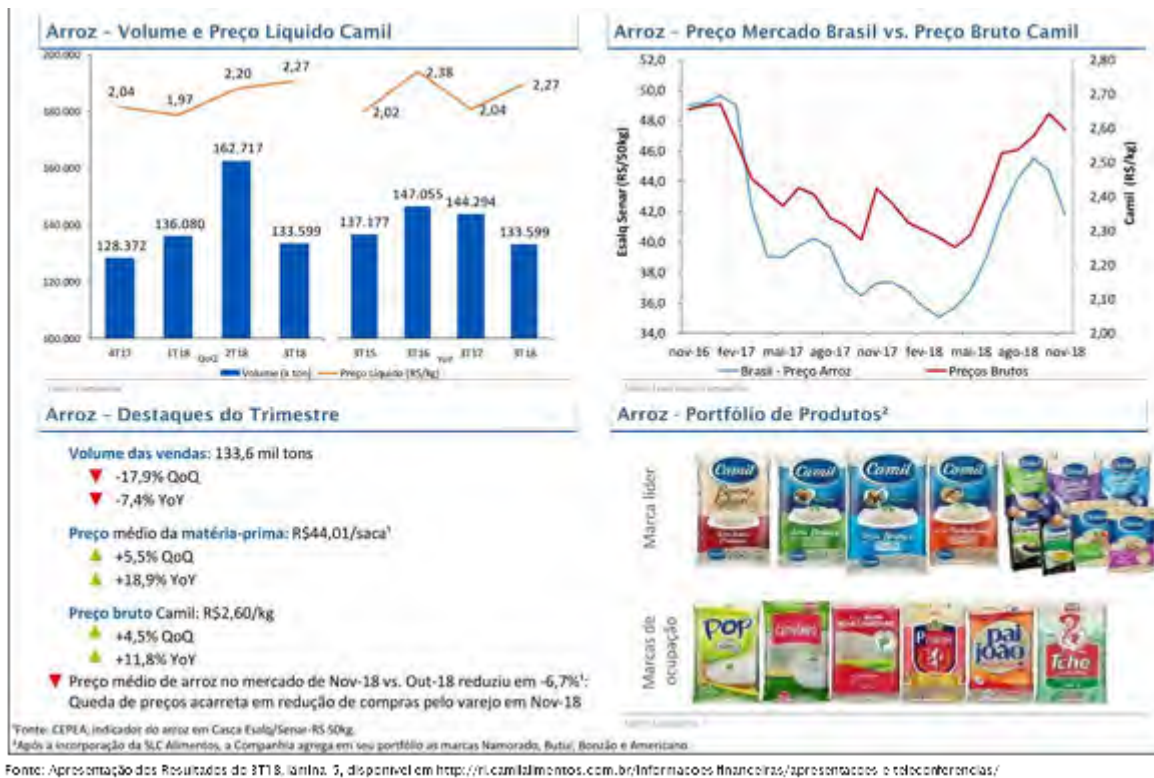 Arroz – Volume e Preço Líquido Camil
200.000
180.000
160.000
140.000
120.000
100.000
2,04
1,97
2,20
2,27
2,02
2,38
2,04
2,27
128.372
136.080
162.717
133.599
137.177
147.055
144.294
133.599
4T17
1T18
2T18
3T18
3T15
3T16
3T17
3T18
QoQ
YoY
Volume (k ton)
Preço Líquido (R$/kg)
Arroz – Preço Mercado Brasil vs. Preço Bruto Camil
Esalq Senar (R$/50kg)
52,0
50,0
48,0
46,0
44,0
42,0
40,0
38,0
36,0
34,0
2,80
2,70
2,60
2,50
2,40
2,30
2,20
2,10
2,00
Camil (R$/kg)
nov-16 fev-17 mai-17 ago-17 nov-17 fev-18 mai-18 ago-18 nov-18
Brasil - Preço Arroz
Preços Brutos
Arroz – Destaques do Trimestre
Volume das vendas: 133,6 mil tons
-17,9% QoQ
-7,4% YoY
Preço médio da matéria-prima: R$44,01/saca¹
+5,5% QoQ
+18,9% YoY
Preço bruto Camil: R$2,60/kg
+4,5% QoQ
+11,8% YoY
Preço médio de arroz no mercado de Nov-18 vs. Out-18 reduziu em -6,7%¹:
Queda de preços acarreta em redução de compras pelo varejo em Nov-18
Arroz - Portfólio de Produtos²
Marca líder
Camil
Camil
Camil
Camil
Marcas de
ocupação
POP
pai
joão
Tche
¹Fonte: CEPEA; indicador do arroz em Casca Esalq/Senar-RS 50kg.
²Após a incorporação da SLC Alimentos, a Companhia agrega em seu portfólio as marcas Namorado, Butuí, Bonzão e Americano.
Fonte: Apresentação dos Resultados do 3T18, lâmina 5, disponível em http://ri.camilalimentos.com.br/informacoes-financeiras/apresentacoes-e-teleconferencias/